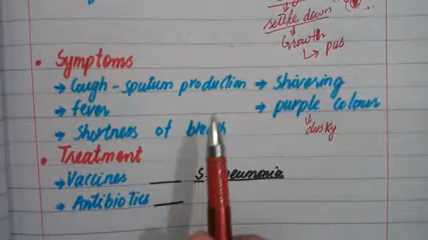 settle down
Growth
↳ pus
• Symptoms
→ Cough - sputum production → Shivering
→ fever → purple colour
→ Shortness of
dusky
• Treatment
→ Vaccines
→ Antibiotics